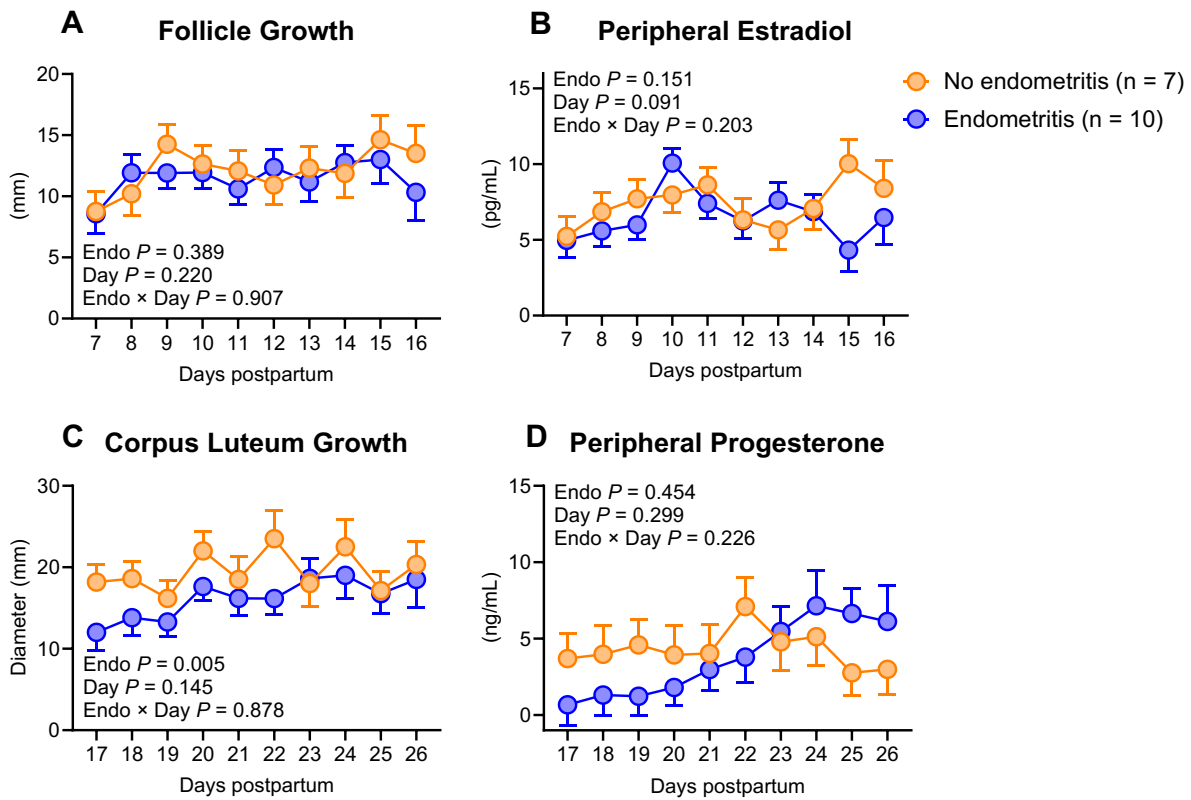 A
Follicle Growth
20
15
10
5
0
(mm)
Endo P = 0.389
Day P = 0.220
Endo × Day P = 0.907
7 8 9 10 11 12 13 14 15 16
Days postpartum
B
Peripheral Estradiol
15
10
5
0
(pg/mL)
Endo P = 0.151
Day P = 0.091
Endo × Day P = 0.203
7 8 9 10 11 12 13 14 15 16
Days postpartum
No endometritis (n = 7)
Endometritis (n = 10)
C
Corpus Luteum Growth
30
20
10
0
Diameter (mm)
Endo P = 0.005
Day P = 0.145
Endo × Day P = 0.878
17 18 19 20 21 22 23 24 25 26
Days postpartum
D
Peripheral Progesterone
15
10
5
0
(ng/mL)
Endo P = 0.454
Day P = 0.299
Endo × Day P = 0.226
17 18 19 20 21 22 23 24 25 26
Days postpartum